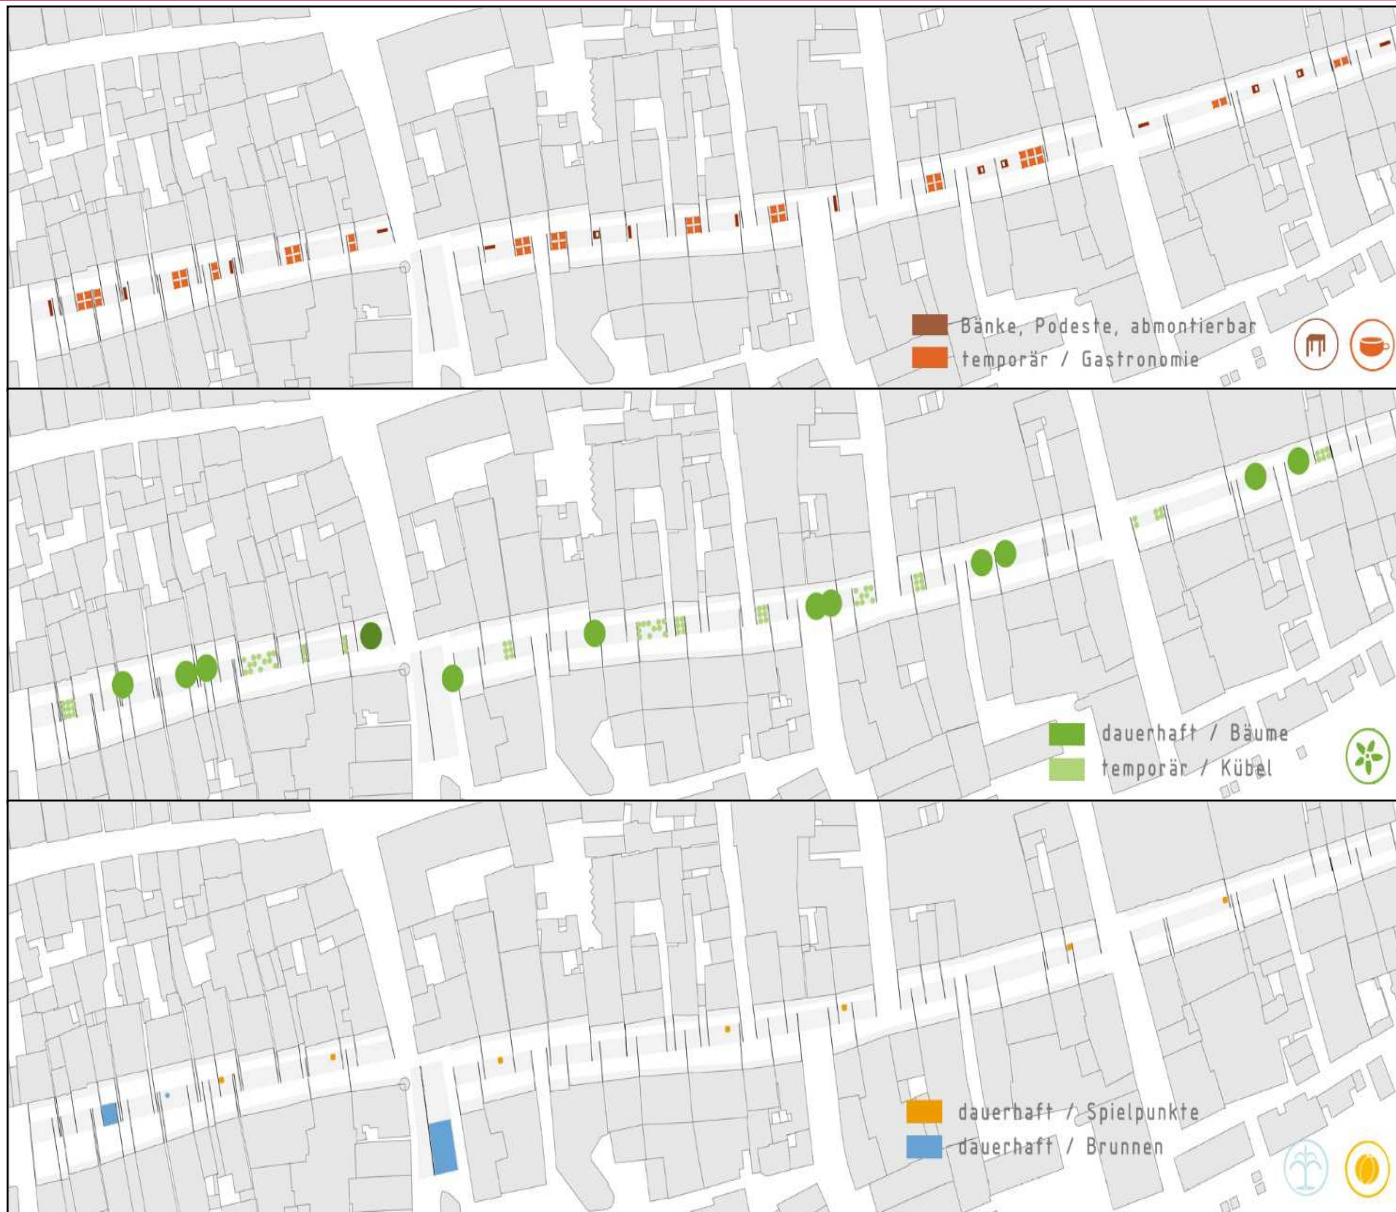 Bänke, Podeste, abmontierbar
temporär / Gastronomie
dauerhaft / Bäume
temporär / Kübel
dauerhaft / Spielpunkte
dauerhaft / Brunnen